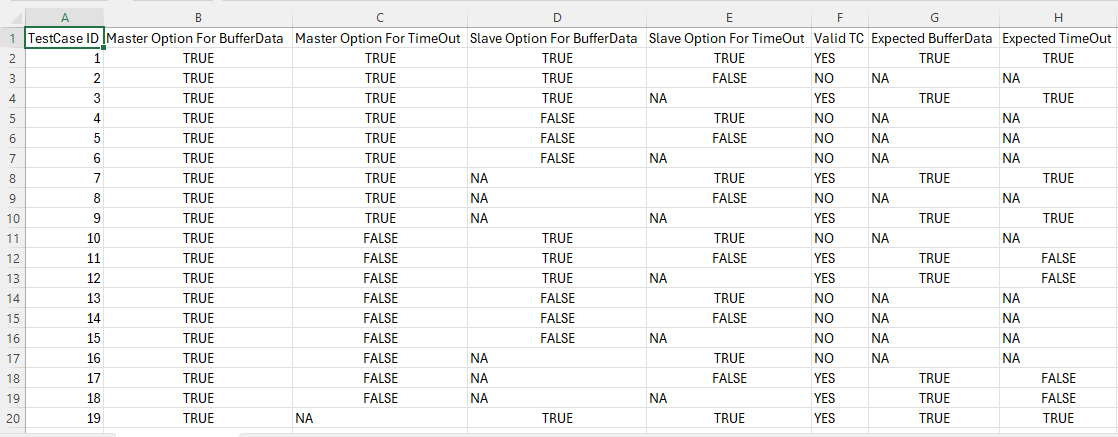 A B C D E F G H
1 TestCase ID Master Option For BufferData Master Option For TimeOut Slave Option For BufferData Slave Option For TimeOut Valid TC Expected BufferData Expected TimeOut
2 1 TRUE TRUE TRUE TRUE YES TRUE TRUE
3 2 TRUE TRUE TRUE FALSE NO NA NA
4 3 TRUE TRUE TRUE NA YES TRUE TRUE
5 4 TRUE TRUE FALSE TRUE NO NA NA
6 5 TRUE TRUE FALSE FALSE NO NA NA
7 6 TRUE TRUE FALSE NA NO NA NA
8 7 TRUE TRUE NA TRUE YES TRUE TRUE
9 8 TRUE TRUE NA FALSE NO NA NA
10 9 TRUE TRUE NA NA YES TRUE TRUE
11 10 TRUE FALSE TRUE TRUE NO NA NA
12 11 TRUE FALSE TRUE FALSE YES TRUE FALSE
13 12 TRUE FALSE TRUE NA YES TRUE FALSE
14 13 TRUE FALSE FALSE TRUE NO NA NA
15 14 TRUE FALSE FALSE FALSE NO NA NA
16 15 TRUE FALSE FALSE NA NO NA NA
17 16 TRUE FALSE NA TRUE NO NA NA
18 17 TRUE FALSE NA FALSE YES TRUE FALSE
19 18 TRUE FALSE NA NA YES TRUE FALSE
20 19 TRUE NA TRUE TRUE YES TRUE TRUE